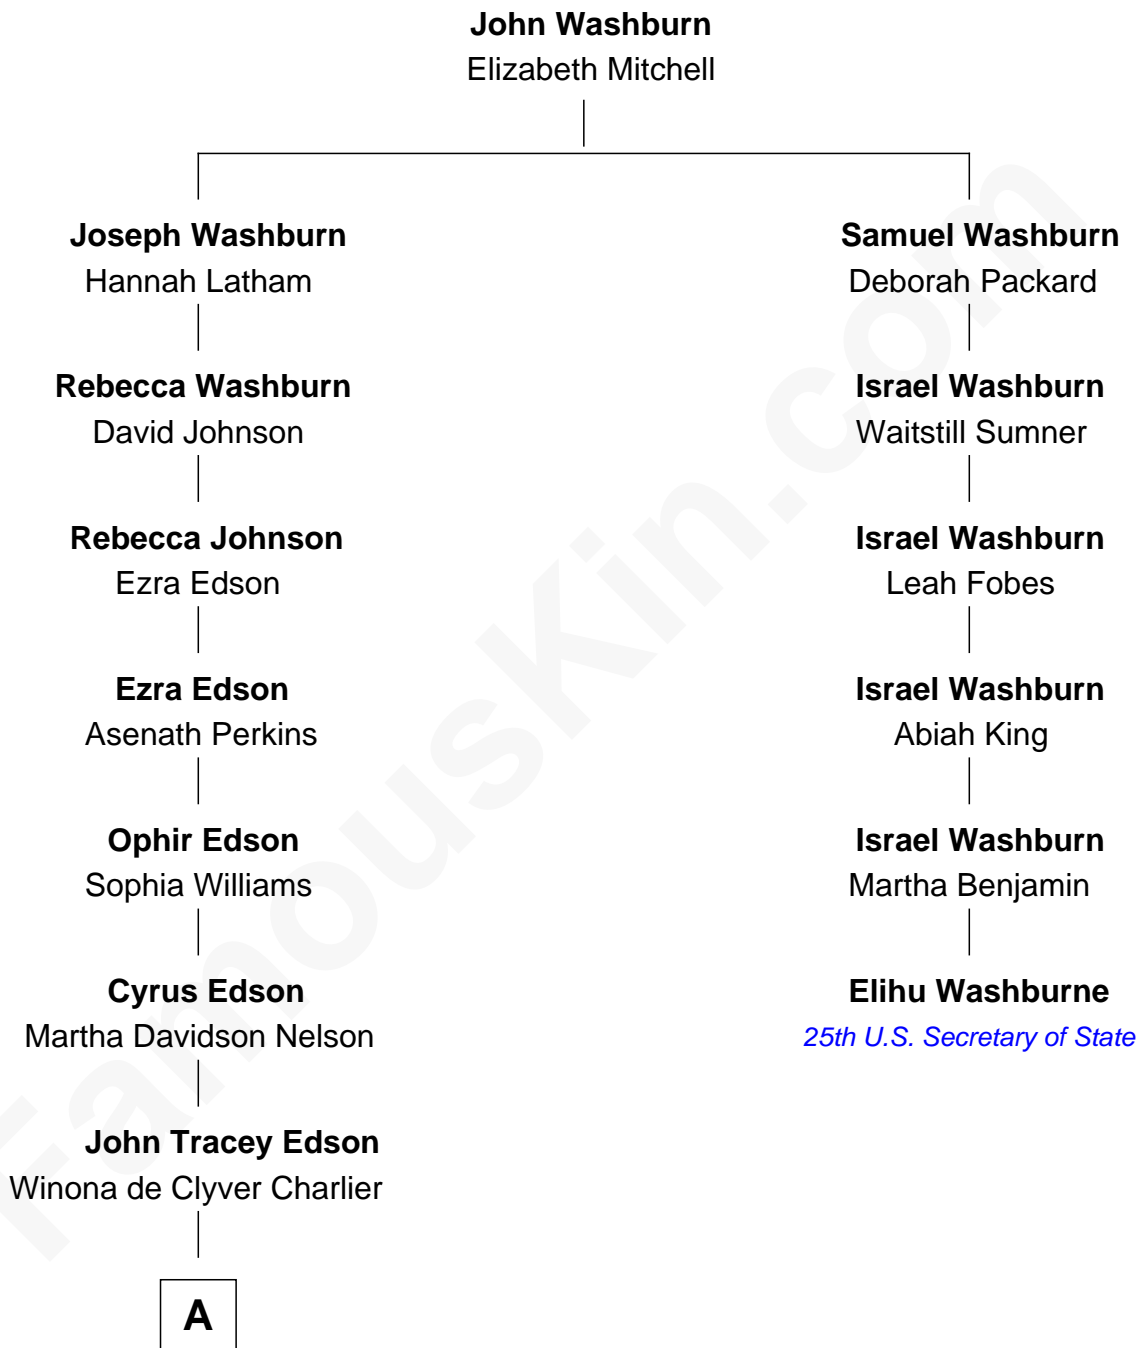 John Washburn
Elizabeth Mitchell
Joseph Washburn
Hannah Latham
Samuel Washburn
Deborah Packard
Rebecca Washburn
David Johnson
Israel Washburn
Waitstill Sumner
Rebecca Johnson
Ezra Edson
Israel Washburn
Leah Fobes
Ezra Edson
Asenath Perkins
Israel Washburn
Abiah King
Ophir Edson
Sophia Williams
Israel Washburn
Martha Benjamin
Cyrus Edson
Martha Davidson Nelson
Elihu Washburne
25th U.S. Secretary of State
John Tracey Edson
Winona de Clyver Charlier
A
FamousKin.com